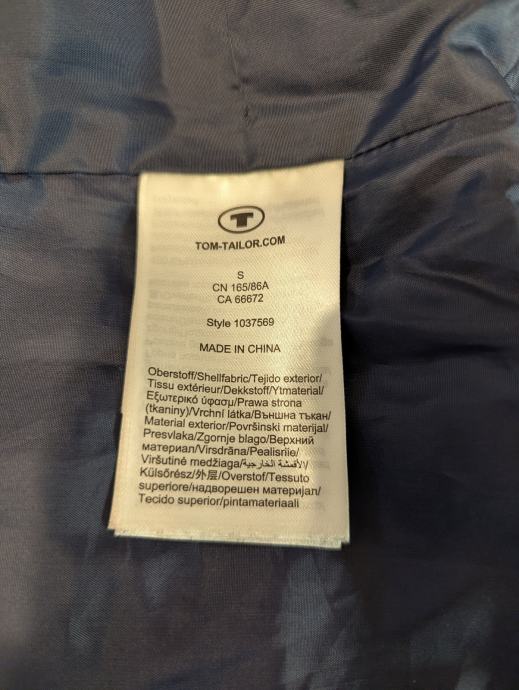 T
TOM-TAILOR.COM
S
CN 165/86A
CA 66672
Style 1037569
MADE IN CHINA
Oberstoff/Shellfabric/Tejido exterior/
Tissu extérieur/Dekkstoff/Ytmaterial/
Εξωτερικό ύφασμ/Prawa strona
(tkaniny)/Vrchní látka/Външна тъкан/
Material exterior/Površinski materijal/
Presvlaka/Zgornje blago/Верхний
материал/Virsdrāna/Pealisriie/
Viršutinė medžiaga/الأقمشة الخارجية/
Külsőrész/外层/Overstof/Tessuto
superiore/надворешен материјал/
Tecido superior/pintamateriaali